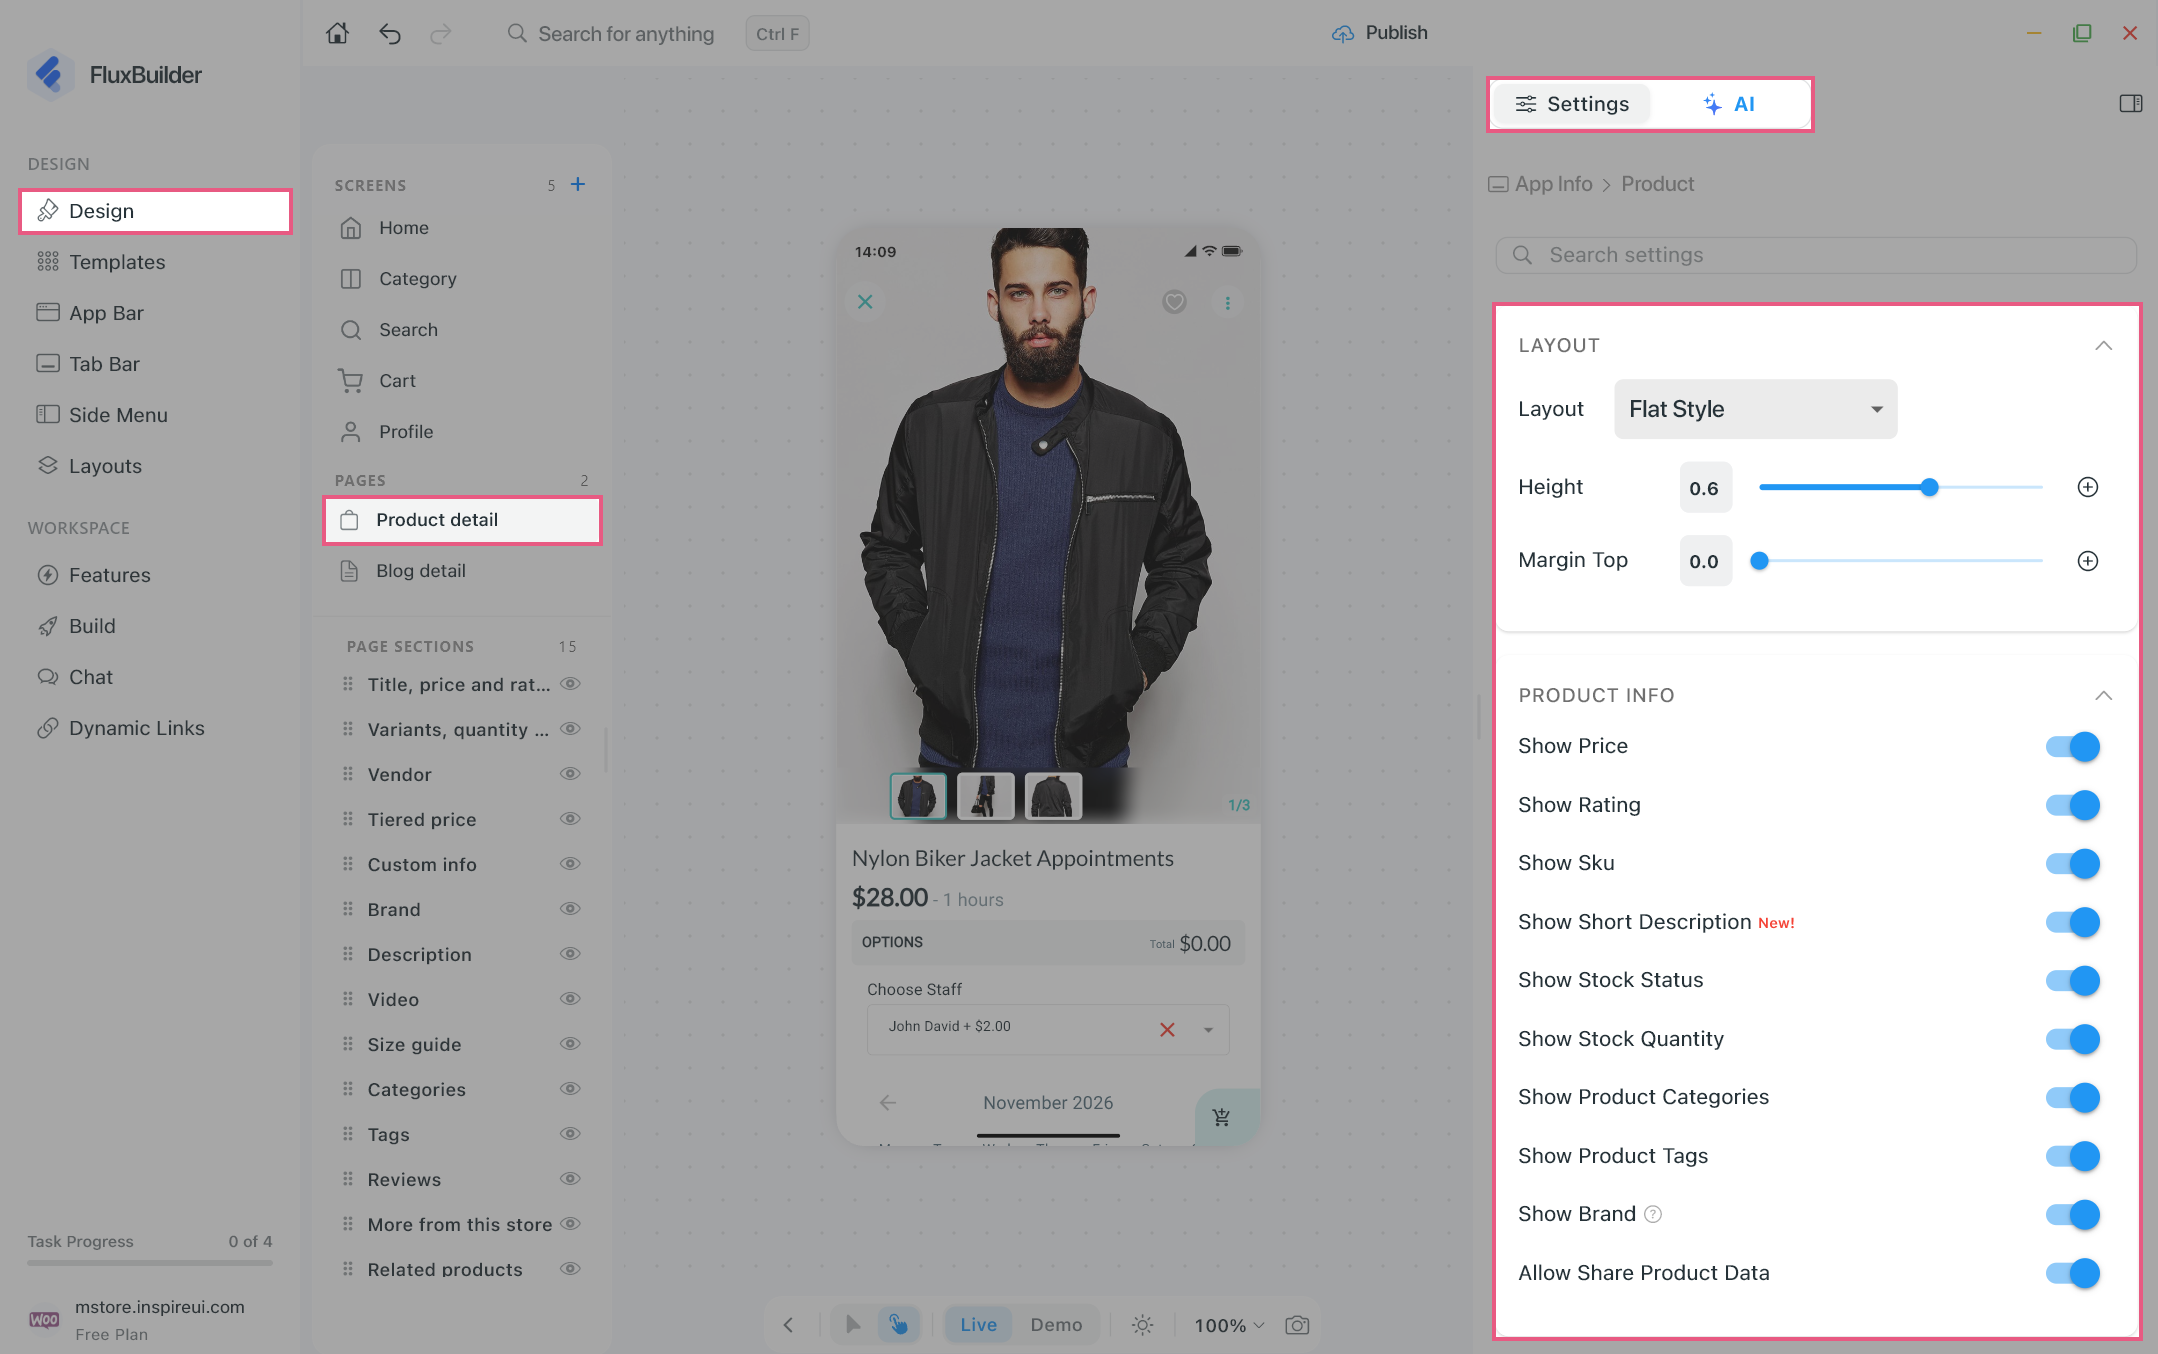 FluxBuilder
DESIGN
Design
Templates
App Bar
Tab Bar
Side Menu
Layouts
WORKSPACE
Features
Build
Chat
Dynamic Links
Task Progress 0 of 4
WOO
mstore.inspireui.com
Free Plan
Search for anything Ctrl F
Publish
SCREENS 5
Home
Category
Search
Cart
Profile
PAGES 2
Product detail
Blog detail
PAGE SECTIONS 15
Title, price and rat...
Variants, quantity ...
Vendor
Tiered price
Custom info
Brand
Description
Video
Size guide
Categories
Tags
Reviews
More from this store
Related products
14:09
1/3
Nylon Biker Jacket Appointments
$28.00 - 1 hours
OPTIONS Total $0.00
Choose Staff
John David + $2.00
November 2026
Live Demo 100%
Settings AI
App Info > Product
Search settings
LAYOUT
Layout Flat Style
Height 0.6
Margin Top 0.0
PRODUCT INFO
Show Price
Show Rating
Show Sku
Show Short Description New!
Show Stock Status
Show Stock Quantity
Show Product Categories
Show Product Tags
Show Brand ?
Allow Share Product Data